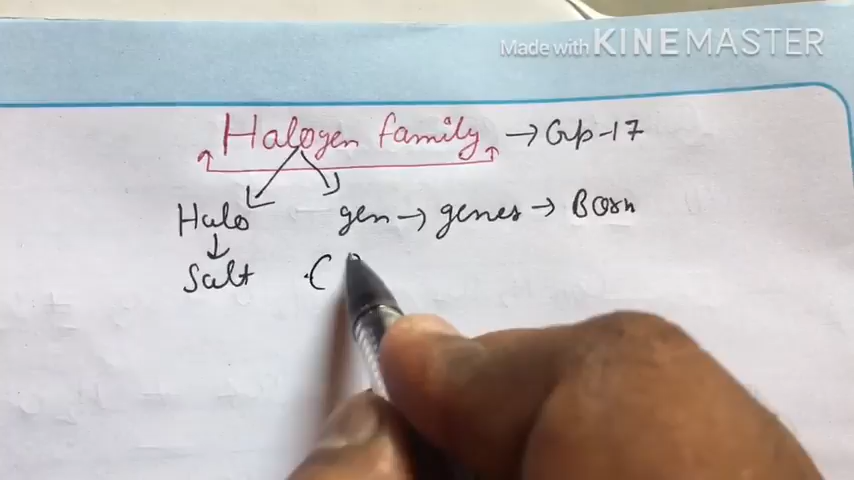 Made with KINEMASTER
Halogen family → Gp-17
Halo gen → genes → Born
Salt (